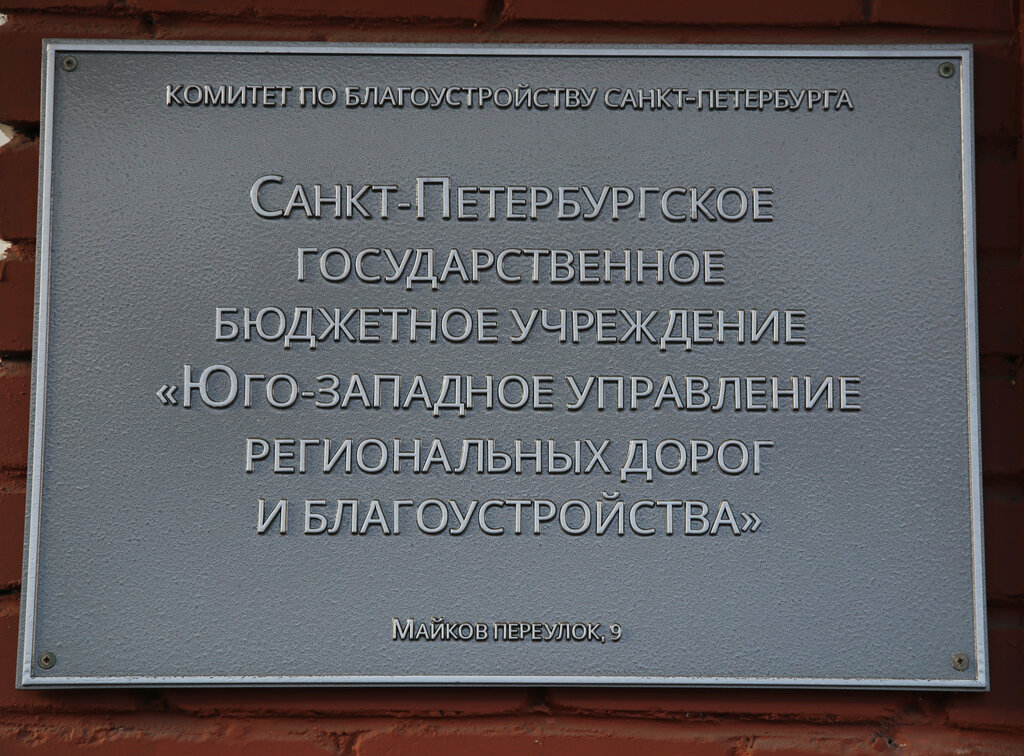 КОМИТЕТ ПО БЛАГОУСТРОЙСТВУ САНКТ-ПЕТЕРБУРГА
САНКТ-ПЕТЕРБУРГСКОЕ
ГОСУДАРСТВЕННОЕ
БЮДЖЕТНОЕ УЧРЕЖДЕНИЕ
«ЮГО-ЗАПАДНОЕ УПРАВЛЕНИЕ
РЕГИОНАЛЬНЫХ ДОРОГ
И БЛАГОУСТРОЙСТВА»
МАЙКОВ ПЕРЕУЛОК, 9